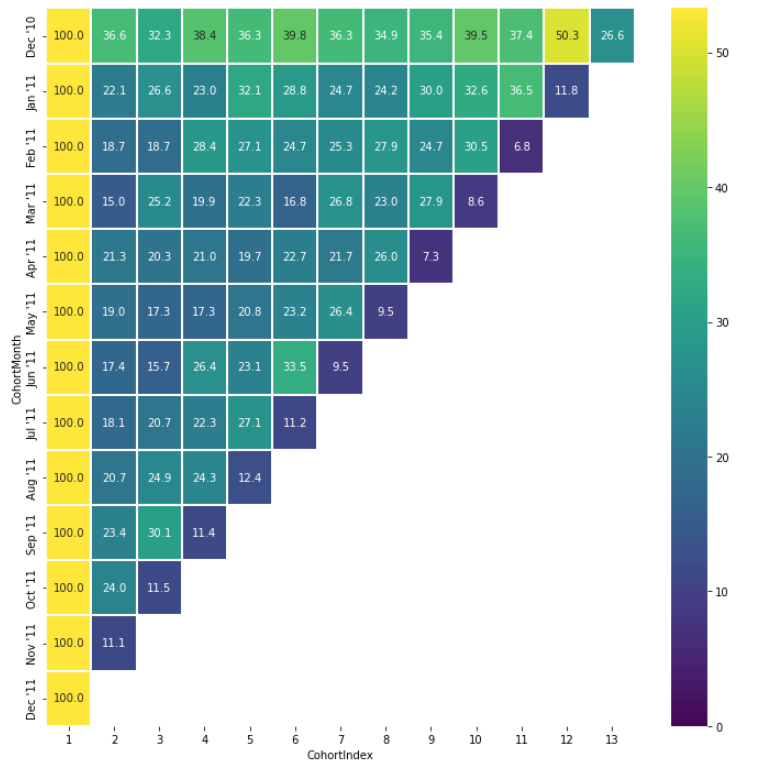 Dec '10 100.0 36.6 32.3 38.4 36.3 39.8 36.3 34.9 35.4 39.5 37.4 50.3 26.6
Jan '11 100.0 22.1 26.6 23.0 32.1 28.8 24.7 24.2 30.0 32.6 36.5 11.8
Feb '11 100.0 18.7 18.7 28.4 27.1 24.7 25.3 27.9 24.7 30.5 6.8
Mar '11 100.0 15.0 25.2 19.9 22.3 16.8 26.8 23.0 27.9 8.6
Apr '11 100.0 21.3 20.3 21.0 19.7 22.7 21.7 26.0 7.3
May '11 100.0 19.0 17.3 17.3 20.8 23.2 26.4 9.5
Jun '11 100.0 17.4 15.7 26.4 23.1 33.5 9.5
Jul '11 100.0 18.1 20.7 22.3 27.1 11.2
Aug '11 100.0 20.7 24.9 24.3 12.4
Sep '11 100.0 23.4 30.1 11.4
Oct '11 100.0 24.0 11.5
Nov '11 100.0 11.1
Dec '11 100.0
CohortMonth
1 2 3 4 5 6 7 8 9 10 11 12 13
CohortIndex
50
40
30
20
10
0